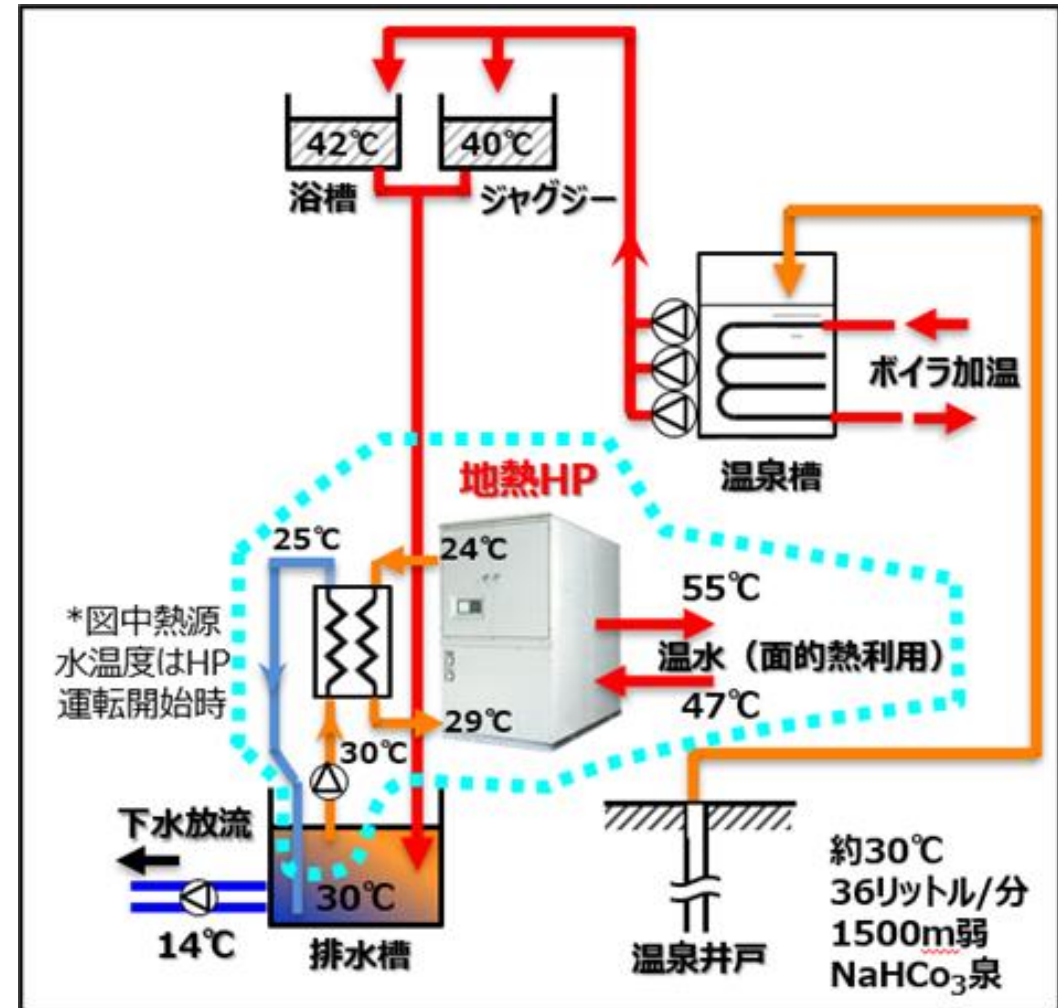 42℃
40℃
浴槽
ジャグジー
ボイラ加温
温泉槽
地熱HP
25℃
24℃
55℃
*図中熱源
水温度はHP
運転開始時
温水（面的熱利用）
47℃
29℃
30℃
下水放流
30℃
14℃
排水槽
温泉井戸
約30℃
36リットル/分
1500m弱
NaHCo₃泉